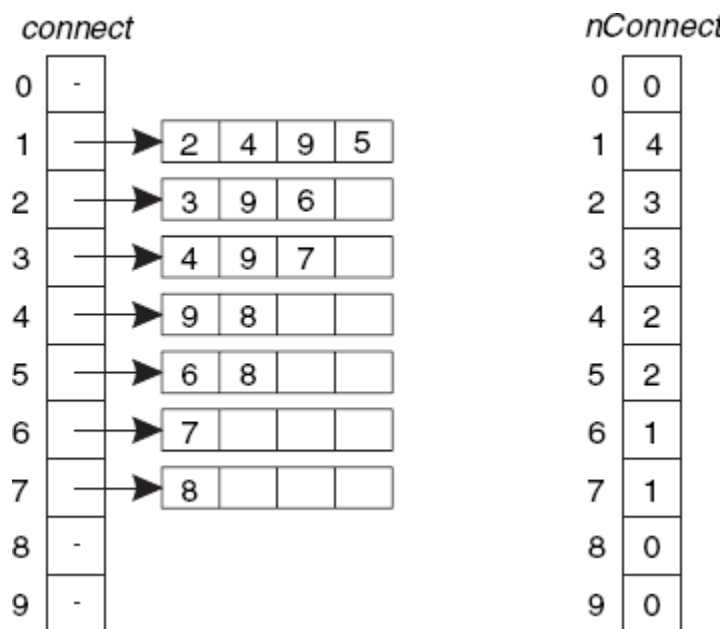 connect nConnect
0 - 0 0
1 2 4 9 5 1 4
2 3 9 6 2 3
3 4 9 7 3 3
4 9 8 4 2
5 6 8 5 2
6 7 6 1
7 8 7 1
8 - 8 0
9 - 9 0